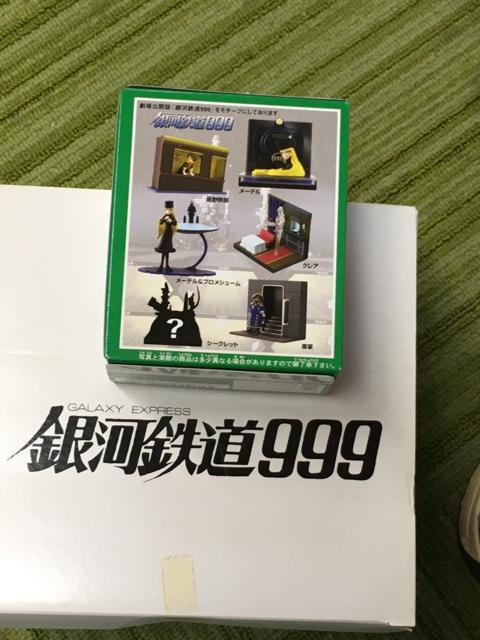 劇場公開版「銀河鉄道999」をモチーフにしております
銀河鉄道999
星野鉄郎
メーテル
メーテル&プロメシューム
クレア
シークレット
車掌
写真と実際の商品は多少異なる場合がありますので御了承下さい。
GALAXY EXPRESS
銀河鉄道999